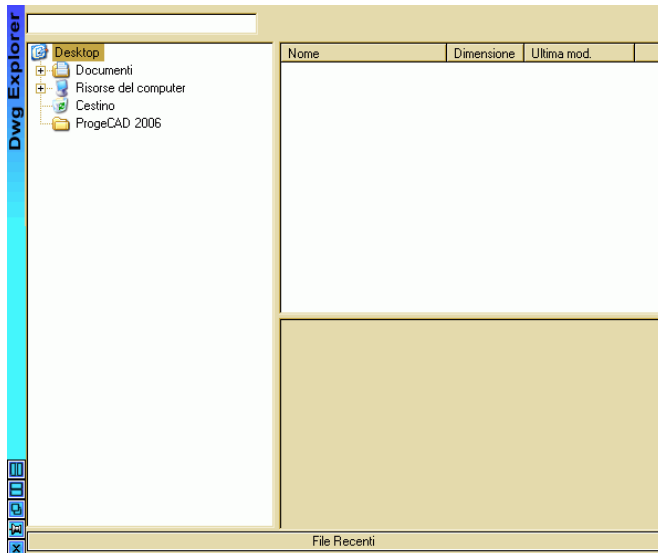 Dwg Explorer
Desktop
Documenti
Risorse del computer
Cestino
ProgeCAD 2006
Nome Dimensione Ultima mod.
File Recenti